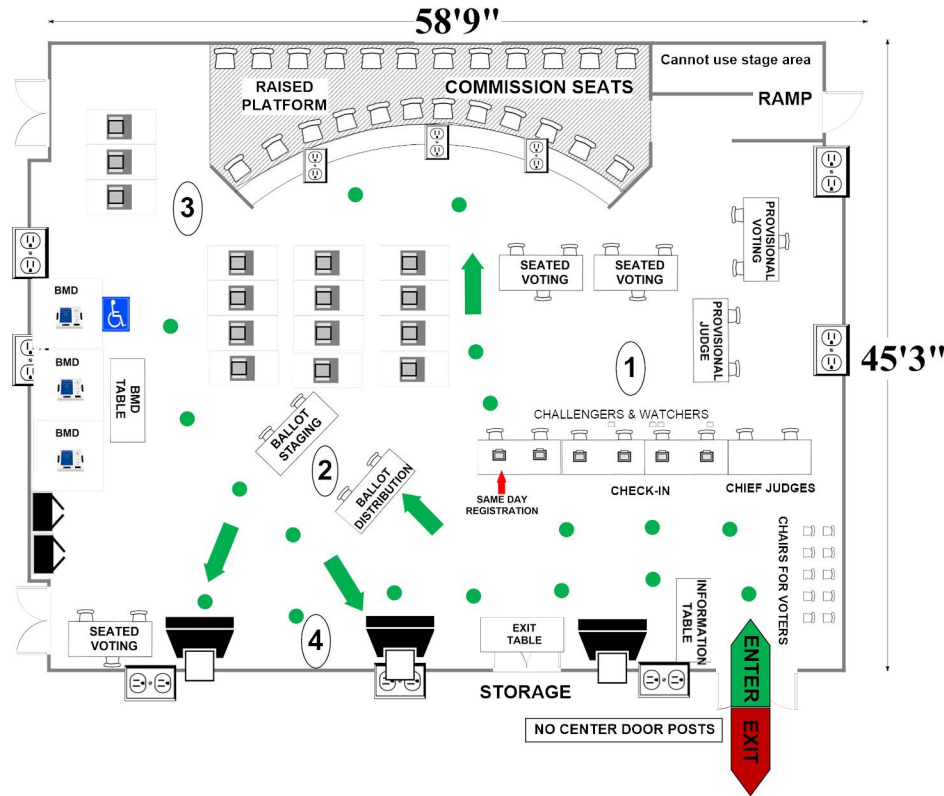 58'9"
Cannot use stage area
RAISED
PLATFORM
COMMISSION SEATS
RAMP
3
PROVISIONAL
VOTING
SEATED
VOTING
SEATED
VOTING
BMD
PROVISIONAL
JUDGE
45'3"
BMD
BMD
TABLE
1
CHALLENGERS & WATCHERS
BMD
BALLOT
STAGING
2
BALLOT
DISTRIBUTION
SAME DAY
REGISTRATION
CHECK-IN
CHIEF JUDGES
CHAIRS FOR VOTERS
SEATED
VOTING
4
EXIT
TABLE
INFORMATION
TABLE
ENTER
STORAGE
NO CENTER DOOR POSTS
EXIT